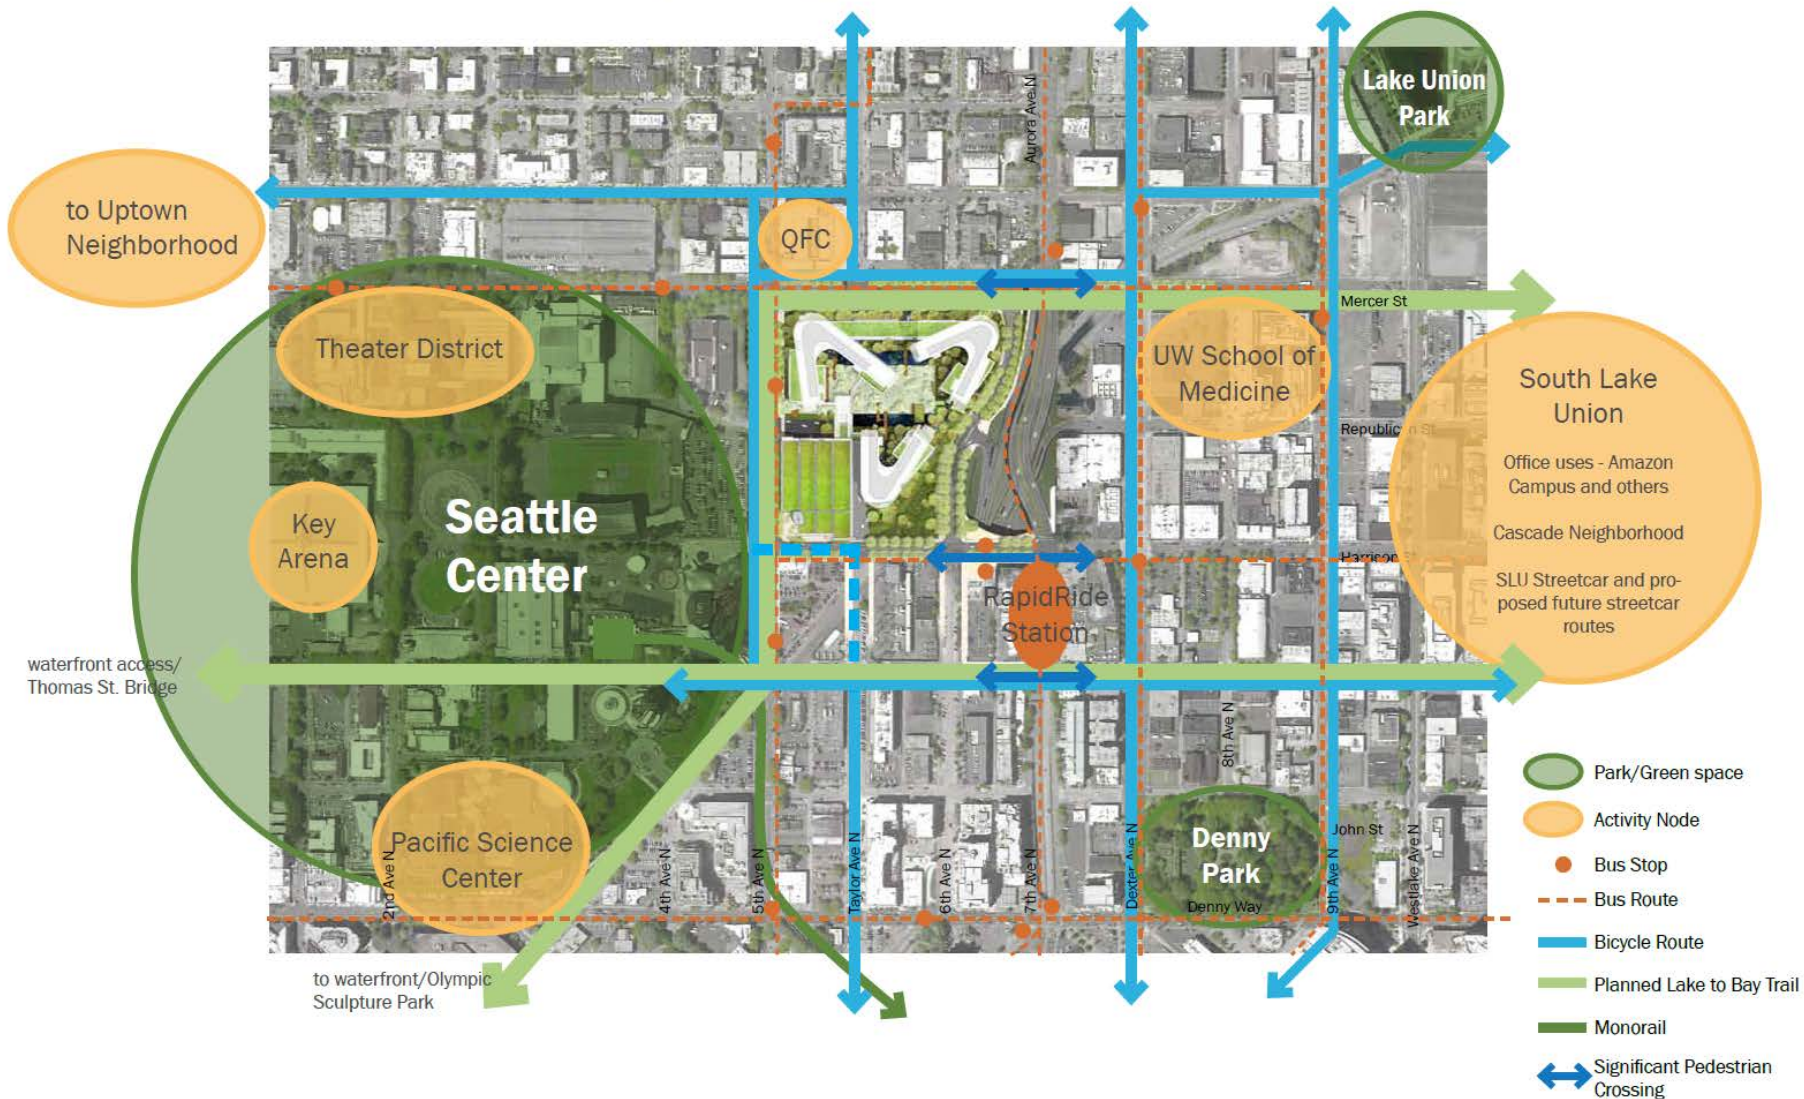 Lake Union
Park
Aurora Ave N
to Uptown
Neighborhood
QFC
Mercer St
Theater District
UW School of
Medicine
South Lake
Union
Republican St
Office uses - Amazon
Campus and others
Key
Arena
Seattle
Center
Cascade Neighborhood
Harrison St
SLU Streetcar and pro-
posed future streetcar
routes
RapidRide
Station
waterfront access/
Thomas St. Bridge
8th Ave N
Park/Green space
Activity Node
Bus Stop
Bus Route
Bicycle Route
Planned Lake to Bay Trail
Monorail
Significant Pedestrian
Crossing
Pacific Science
Center
Denny
Park
John St
2nd Ave N
4th Ave N
5th Ave N
Taylor Ave N
6th Ave N
7th Ave N
Dexter Ave N
Denny Way
9th Ave N
Westlake Ave N
to waterfront/Olympic
Sculpture Park